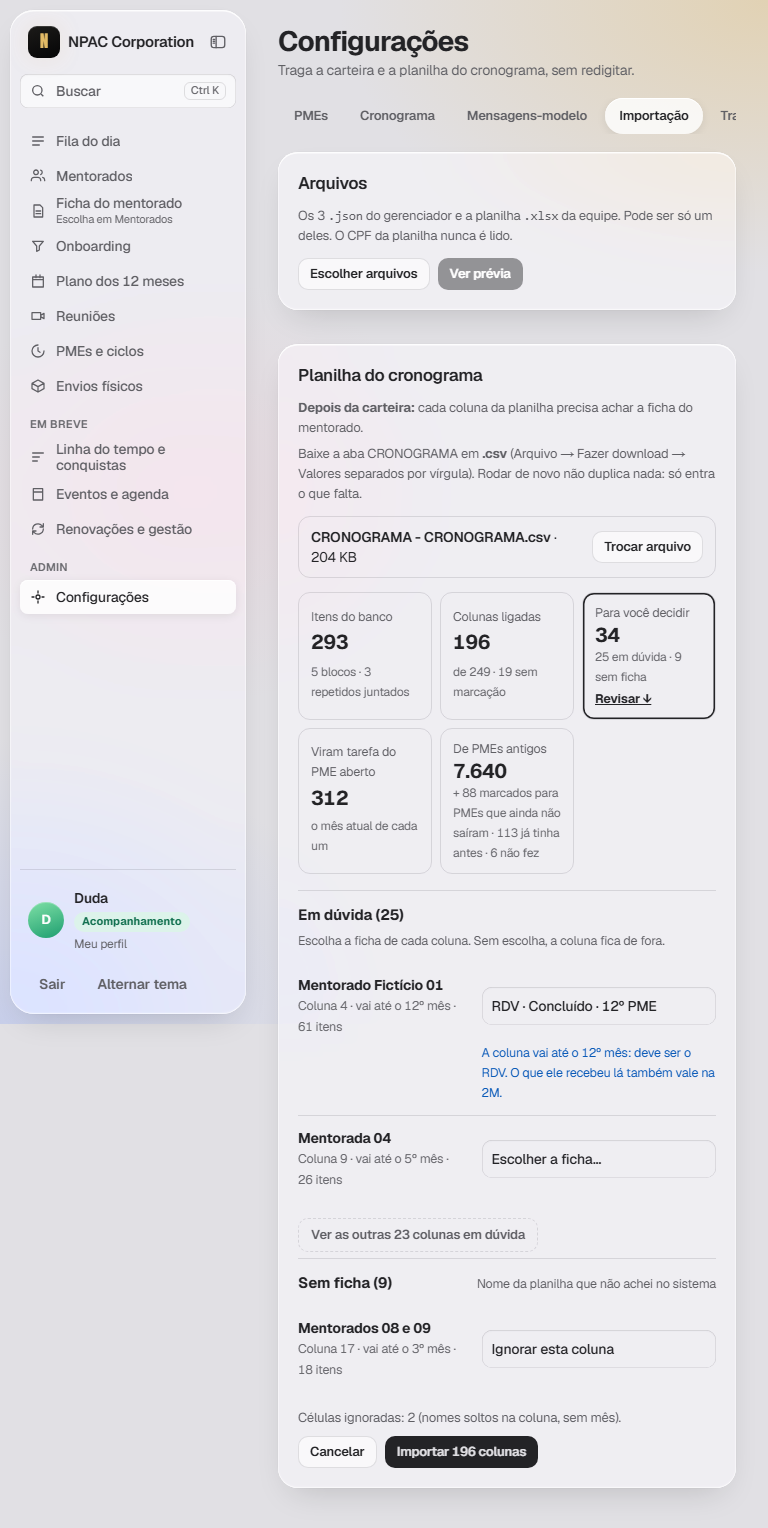 N
NPAC Corporation
Buscar
Ctrl K
Fila do dia
Mentorados
Ficha do mentorado
Escolha em Mentorados
Onboarding
Plano dos 12 meses
Reuniões
PMEs e ciclos
Envios físicos
EM BREVE
Linha do tempo e
conquistas
Eventos e agenda
Renovações e gestão
ADMIN
Configurações
D
Duda
Acompanhamento
Meu perfil
Sair
Alternar tema
Configurações
Traga a carteira e a planilha do cronograma, sem redigitar.
PMEs
Cronograma
Mensagens-modelo
Importação
Tra
Arquivos
Os 3 .json do gerenciador e a planilha .xlsx da equipe. Pode ser só um
deles. O CPF da planilha nunca é lido.
Escolher arquivos
Ver prévia
Planilha do cronograma
Depois da carteira: cada coluna da planilha precisa achar a ficha do
mentorado.
Baixe a aba CRONOGRAMA em .csv (Arquivo → Fazer download →
Valores separados por vírgula). Rodar de novo não duplica nada: só entra
o que falta.
CRONOGRAMA - CRONOGRAMA.csv ·
204 KB
Trocar arquivo
Itens do banco
293
5 blocos · 3
repetidos juntados
Colunas ligadas
196
de 249 · 19 sem
marcação
Para você decidir
34
25 em dúvida · 9
sem ficha
Revisar ↓
Viram tarefa do
PME aberto
312
o mês atual de cada
um
De PMEs antigos
7.640
+ 88 marcados para
PMEs que ainda não
saíram · 113 já tinha
antes · 6 não fez
Em dúvida (25)
Escolha a ficha de cada coluna. Sem escolha, a coluna fica de fora.
Mentorado Fictício 01
Coluna 4 · vai até o 12º mês ·
61 itens
RDV · Concluído · 12º PME
A coluna vai até o 12º mês: deve ser o
RDV. O que ele recebeu lá também vale na
2M.
Mentorada 04
Coluna 9 · vai até o 5º mês ·
26 itens
Escolher a ficha…
Ver as outras 23 colunas em dúvida
Sem ficha (9)
Nome da planilha que não achei no sistema
Mentorados 08 e 09
Coluna 17 · vai até o 3º mês ·
18 itens
Ignorar esta coluna
Células ignoradas: 2 (nomes soltos na coluna, sem mês).
Cancelar
Importar 196 colunas